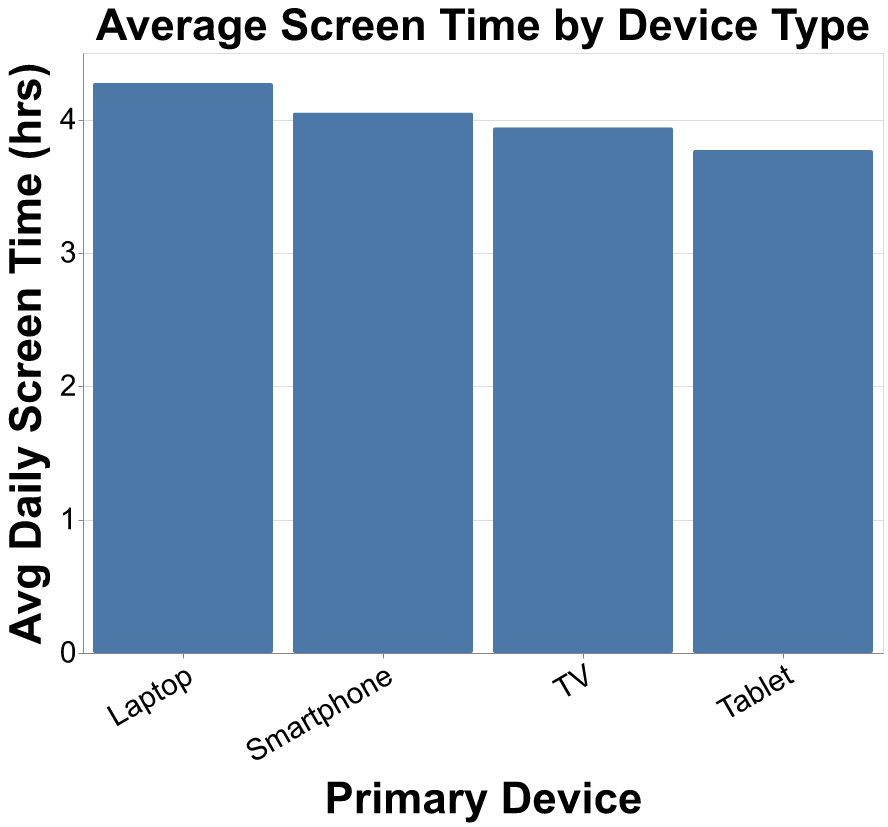 Average Screen Time by Device Type
Avg Daily Screen Time (hrs)
4
3
2
1
0
Laptop
Smartphone
TV
Tablet
Primary Device